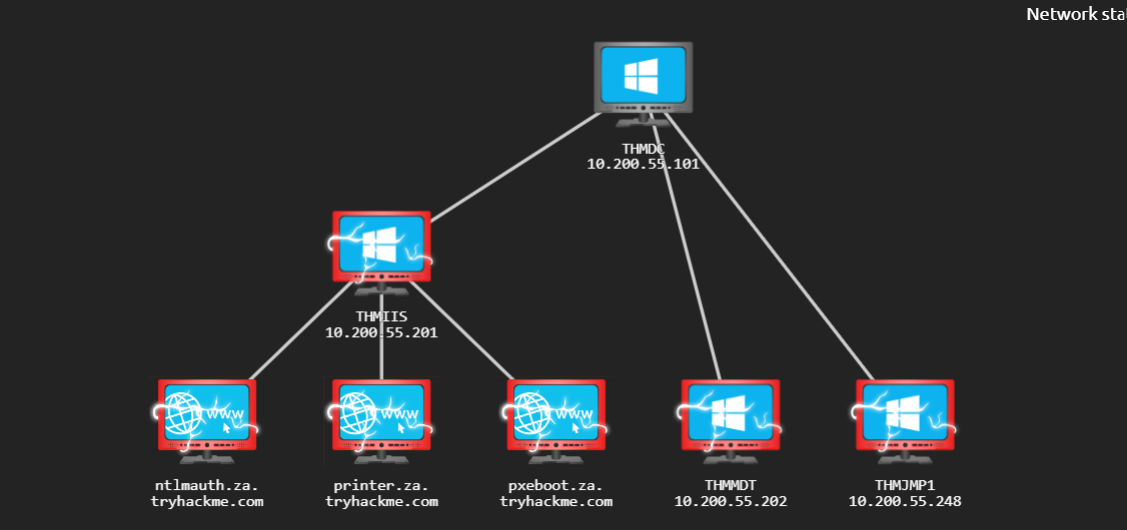 Network sta
THMDC
10.200.55.101
THMIIS
10.200.55.201
www
www
www
ntlmauth.za.
tryhackme.com
printer.za.
tryhackme.com
pxeboot.za.
tryhackme.com
THMMDT
10.200.55.202
THMJMP1
10.200.55.248